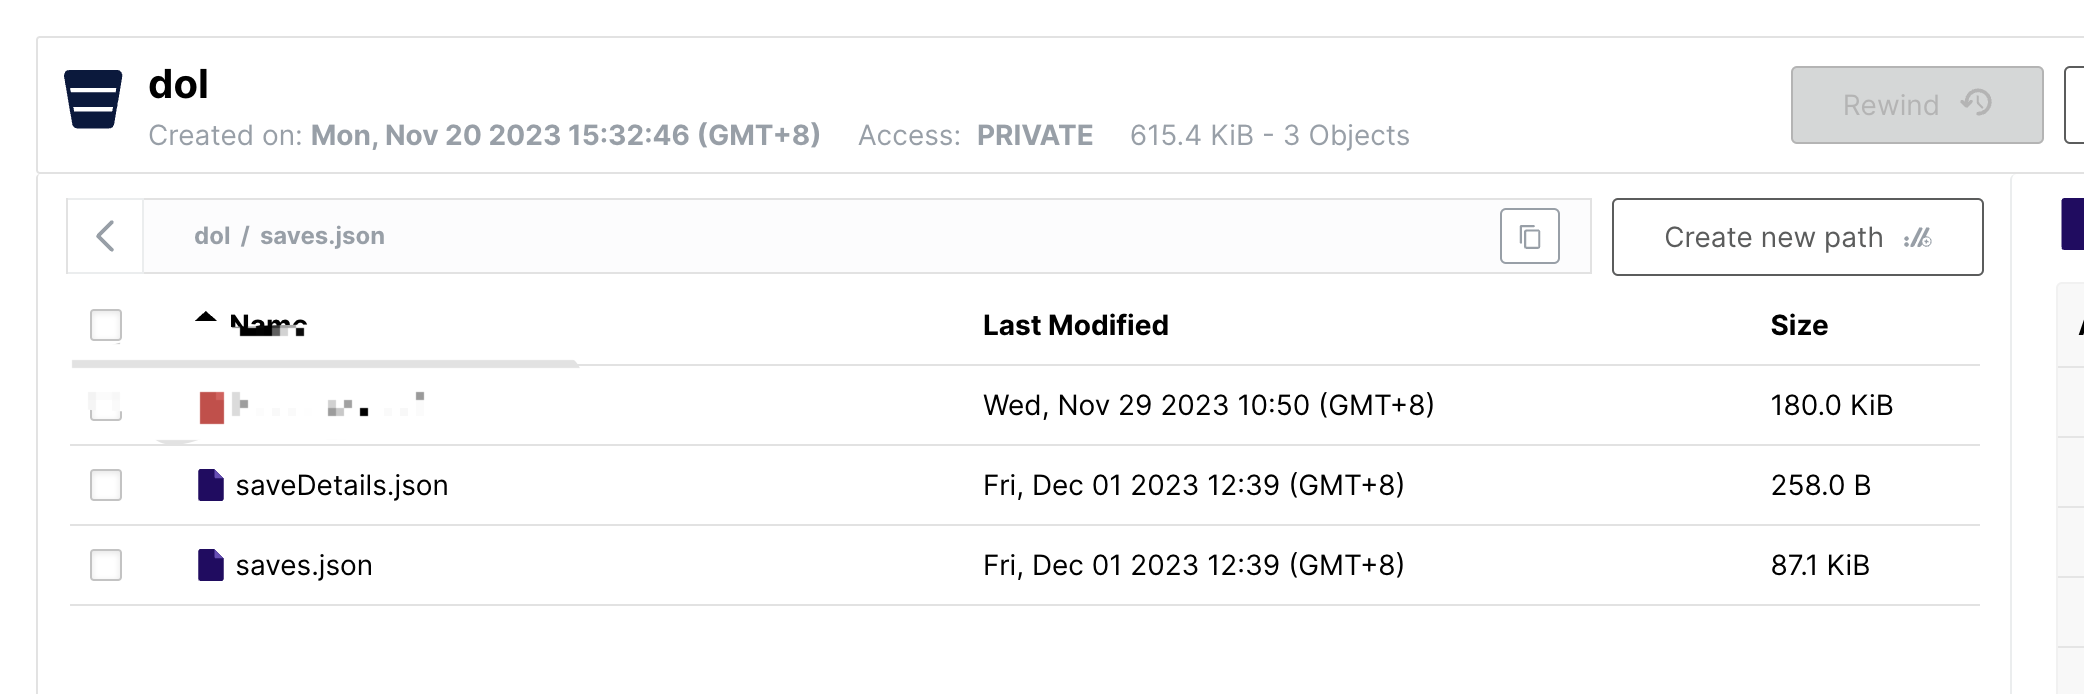 dol
Created on: Mon, Nov 20 2023 15:32:46 (GMT+8) Access: PRIVATE 615.4 KiB - 3 Objects
Rewind
dol / saves.json
Create new path
Name Last Modified Size
Wed, Nov 29 2023 10:50 (GMT+8) 180.0 KiB
saveDetails.json Fri, Dec 01 2023 12:39 (GMT+8) 258.0 B
saves.json Fri, Dec 01 2023 12:39 (GMT+8) 87.1 KiB